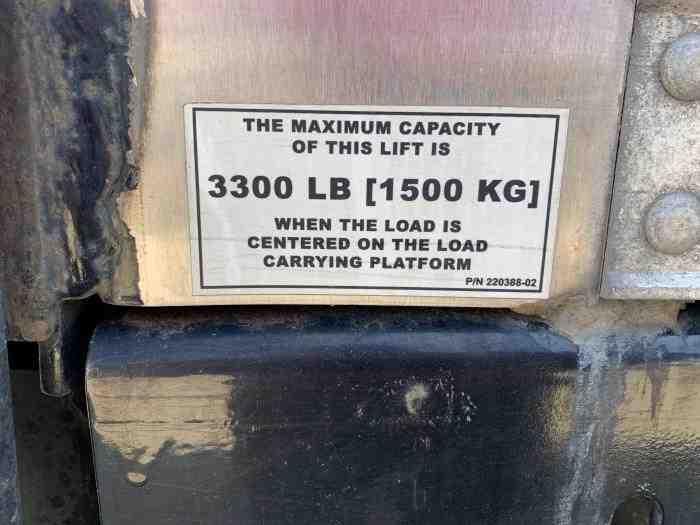 THE MAXIMUM CAPACITY
OF THIS LIFT IS
3300 LB [1500 KG]
WHEN THE LOAD IS
CENTERED ON THE LOAD
CARRYING PLATFORM
P/N 220388-02